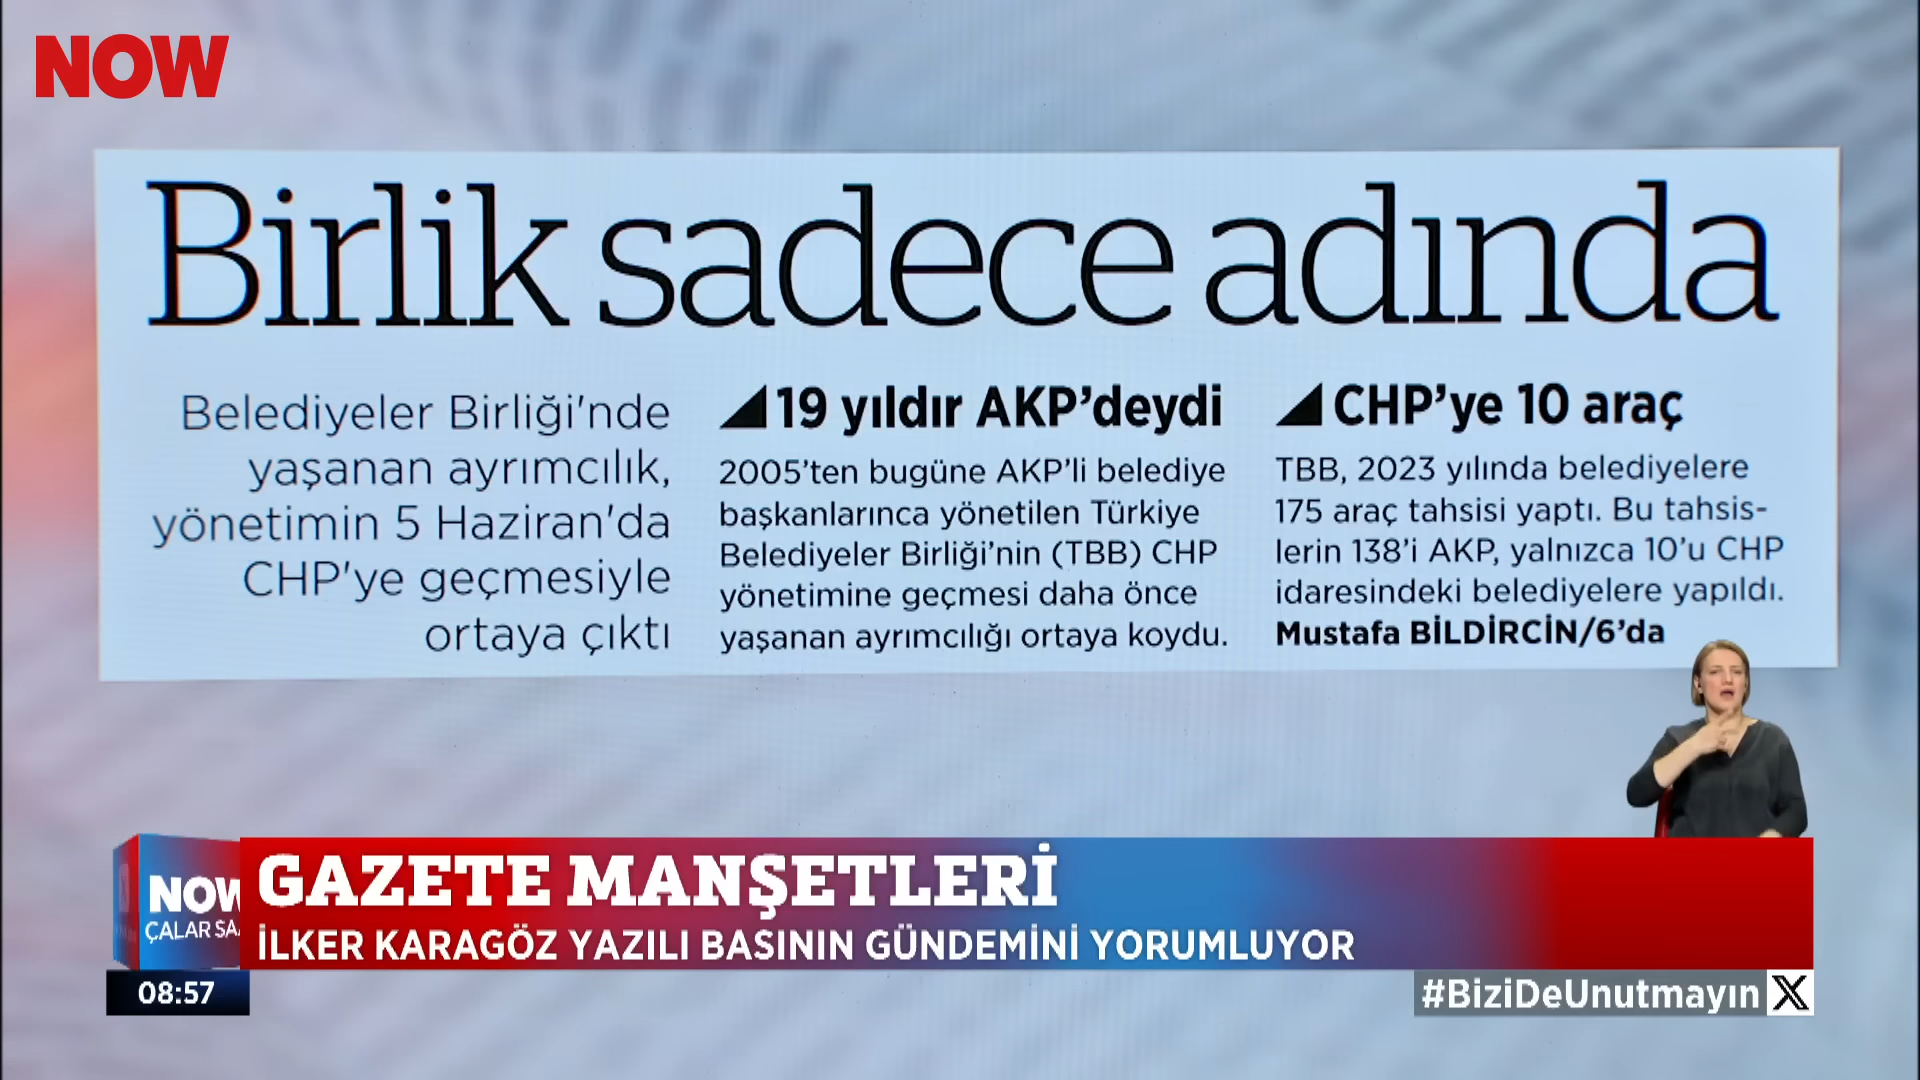 NOW
Birlik sadece adında
Belediyeler Birliği'nde
yaşanan ayrımcılık,
yönetimin 5 Haziran'da
CHP'ye geçmesiyle
ortaya çıktı
19 yıldır AKP'deydi
2005'ten bugüne AKP'li belediye
başkanlarınca yönetilen Türkiye
Belediyeler Birliği'nin (TBB) CHP
yönetimine geçmesi daha önce
yaşanan ayrımcılığı ortaya koydu.
CHP'ye 10 araç
TBB, 2023 yılında belediyelere
175 araç tahsisi yaptı. Bu tahsis-
lerin 138'i AKP, yalnızca 10'u CHP
idaresindeki belediyelere yapıldı.
Mustafa BİLDİRCİN/6'da
NOW
ÇALAR SA
GAZETE MANŞETLERİ
İLKER KARAGÖZ YAZILI BASININ GÜNDEMİNİ YORUMLUYOR
08:57
#BiziDeUnutmayın X